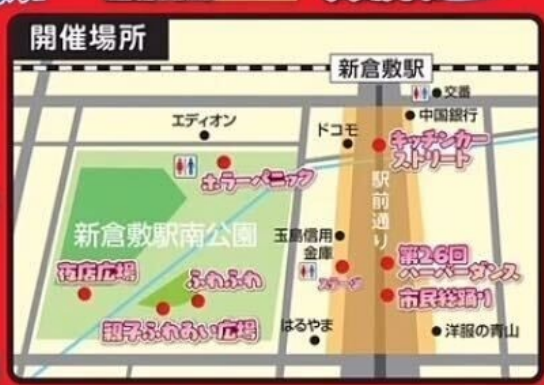 開催場所
新倉敷駅
交番
中国銀行
エディオン
ドコモ
キッチンカー
ストリート
ホラーパニック
駅前通り
新倉敷駅南公園
玉島信用
金庫
第26回
ハーバーダンス
夜店広場
ふれふれ
ステージ
市民総踊り
親子ふれあい広場
はるやま
洋服の青山